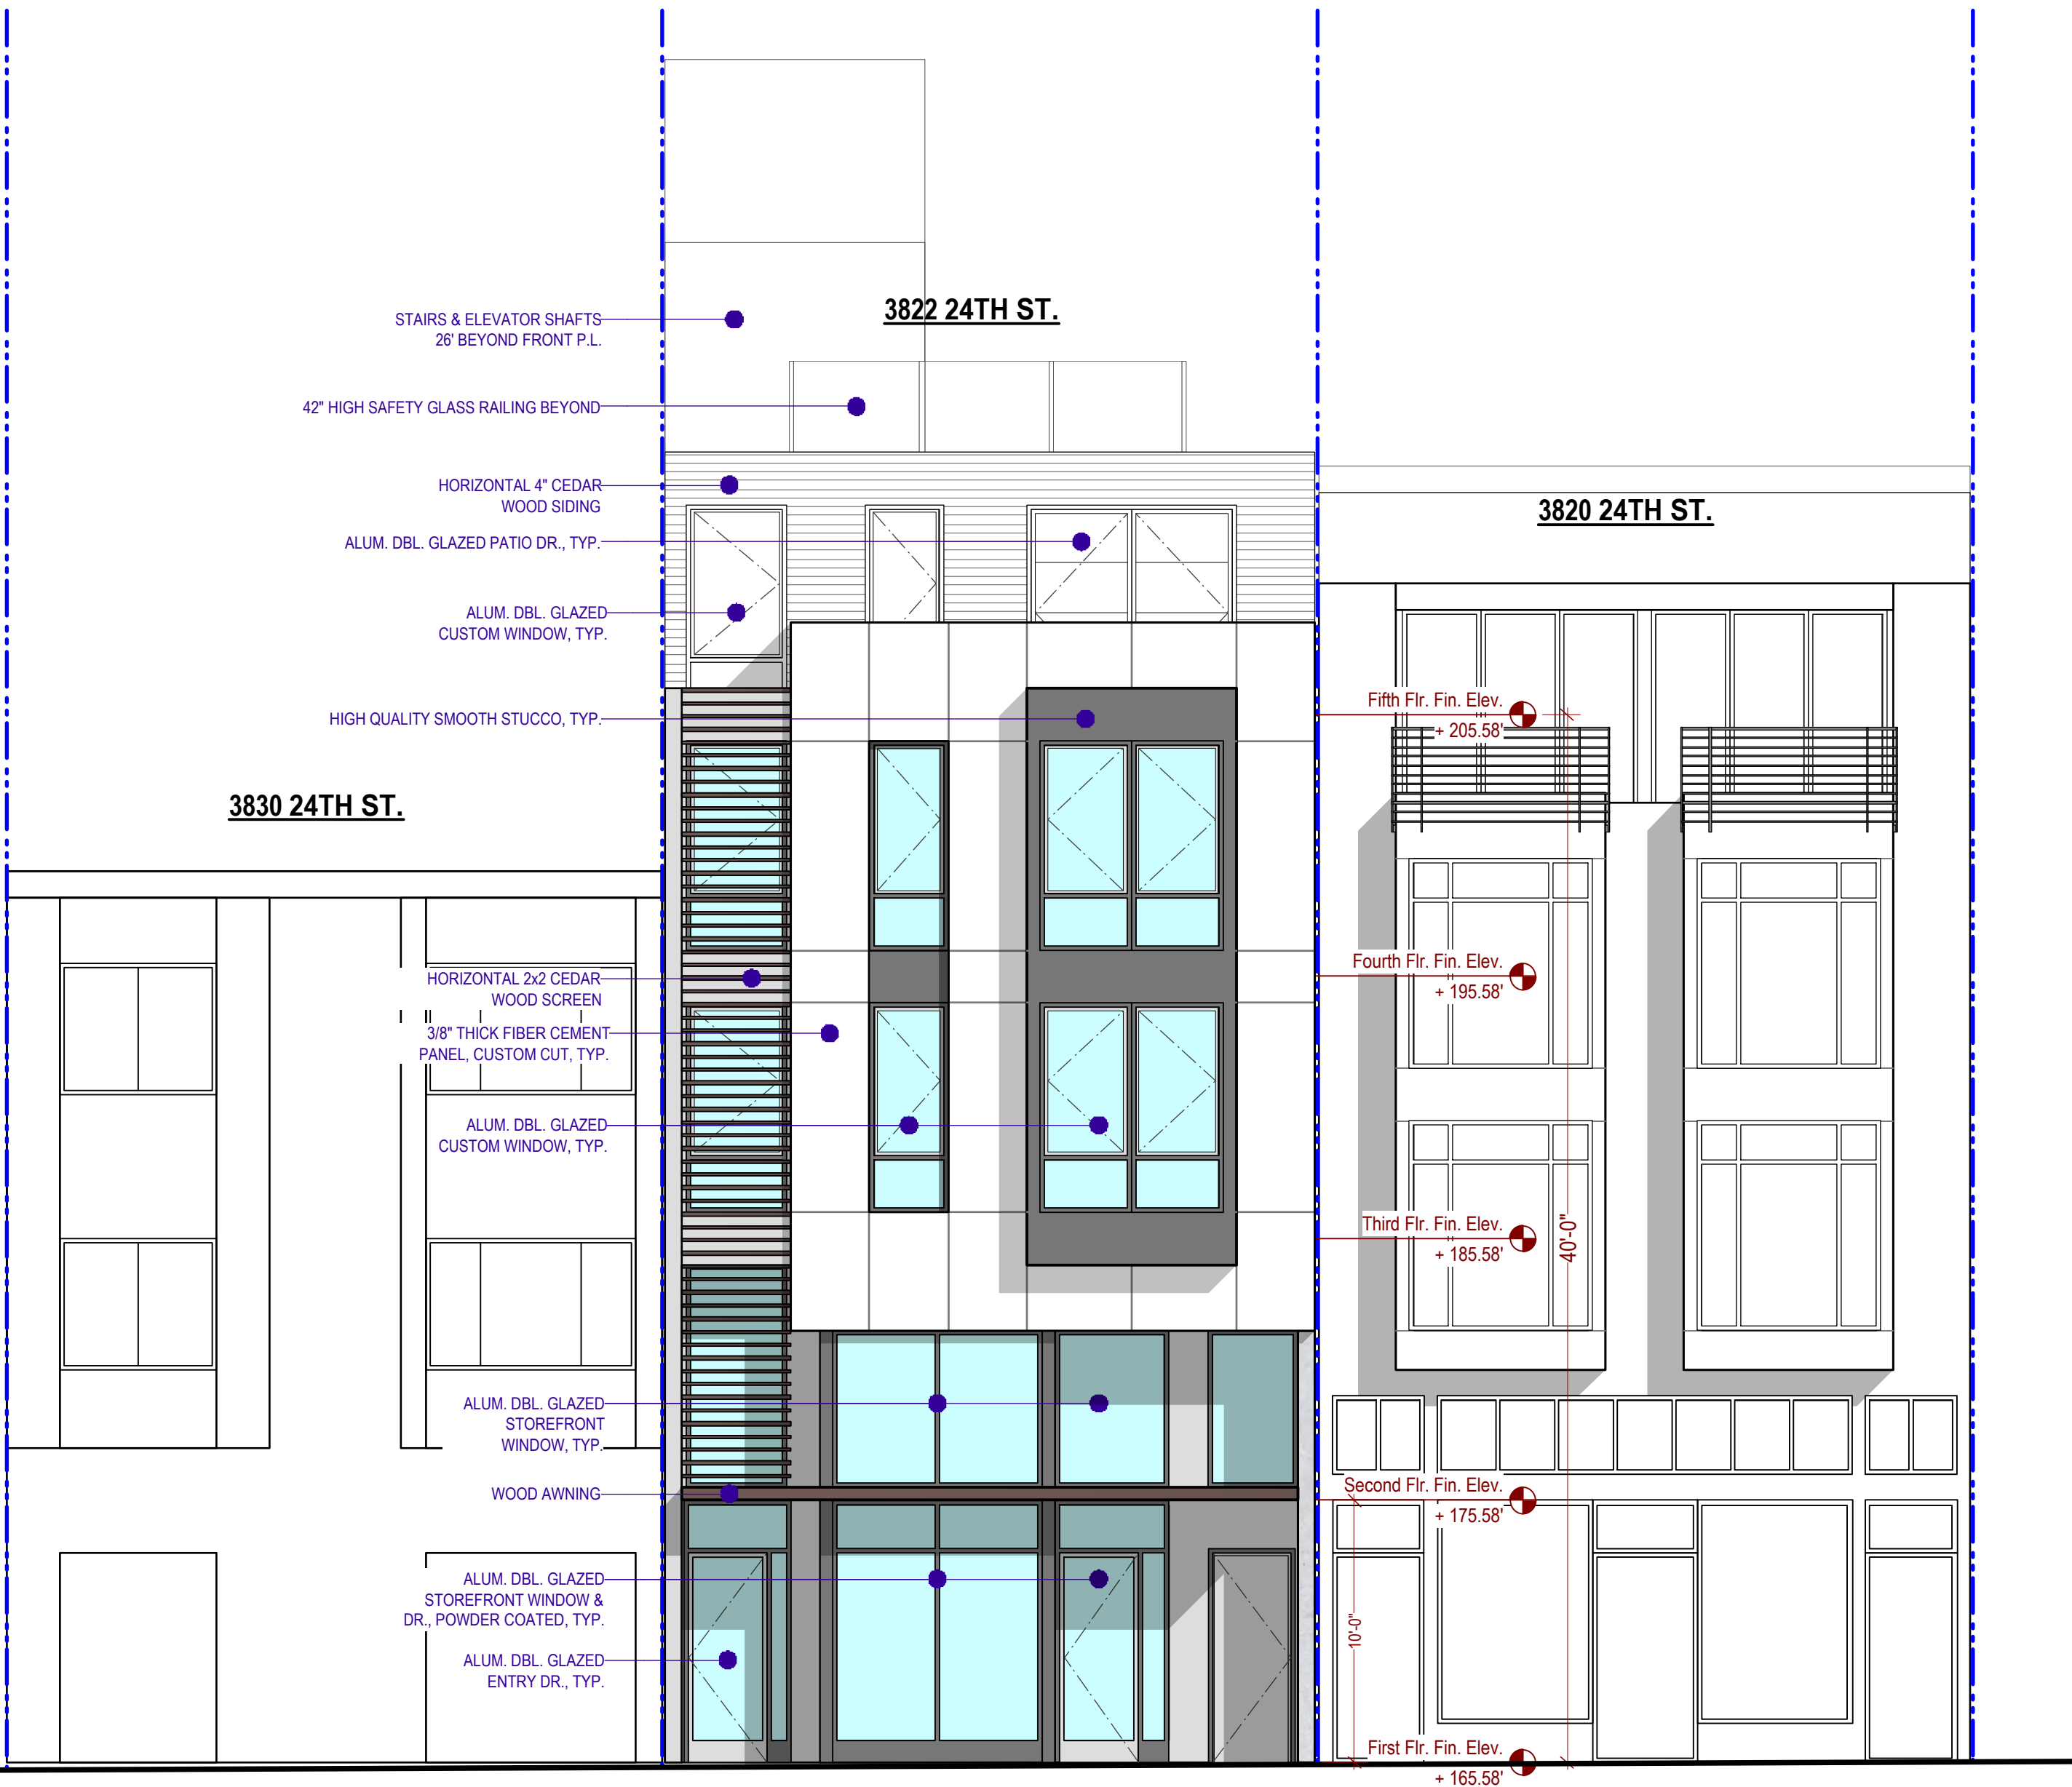 3822 24TH ST.
STAIRS & ELEVATOR SHAFTS
26' BEYOND FRONT P.L.
42" HIGH SAFETY GLASS RAILING BEYOND
HORIZONTAL 4" CEDAR
WOOD SIDING
3820 24TH ST.
ALUM. DBL. GLAZED PATIO DR., TYP.
ALUM. DBL. GLAZED
CUSTOM WINDOW, TYP.
Fifth Flr. Fin. Elev.
+ 205.58'
HIGH QUALITY SMOOTH STUCCO, TYP.
3830 24TH ST.
Fourth Flr. Fin. Elev.
+ 195.58'
HORIZONTAL 2x2 CEDAR
WOOD SCREEN
3/8" THICK FIBER CEMENT
PANEL, CUSTOM CUT, TYP.
ALUM. DBL. GLAZED
CUSTOM WINDOW, TYP.
Third Flr. Fin. Elev.
+ 185.58'
40'-0"
ALUM. DBL. GLAZED
STOREFRONT
WINDOW, TYP.
Second Flr. Fin. Elev.
+ 175.58'
WOOD AWNING
ALUM. DBL. GLAZED
STOREFRONT WINDOW &
DR., POWDER COATED, TYP.
10'-0"
ALUM. DBL. GLAZED
ENTRY DR., TYP.
First Flr. Fin. Elev.
+ 165.58'